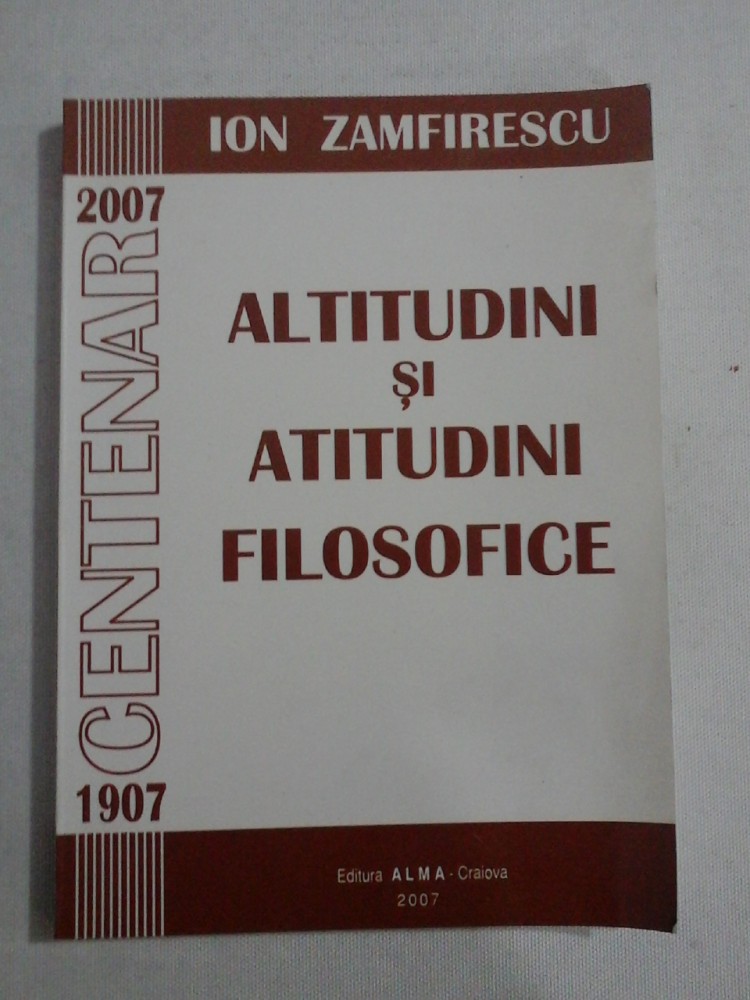 ION ZAMFIRESCU
2007
CENTENAR
1907
ALTITUDINI
ȘI
ATITUDINI
FILOSOFICE
Editura ALMA - Craiova
2007